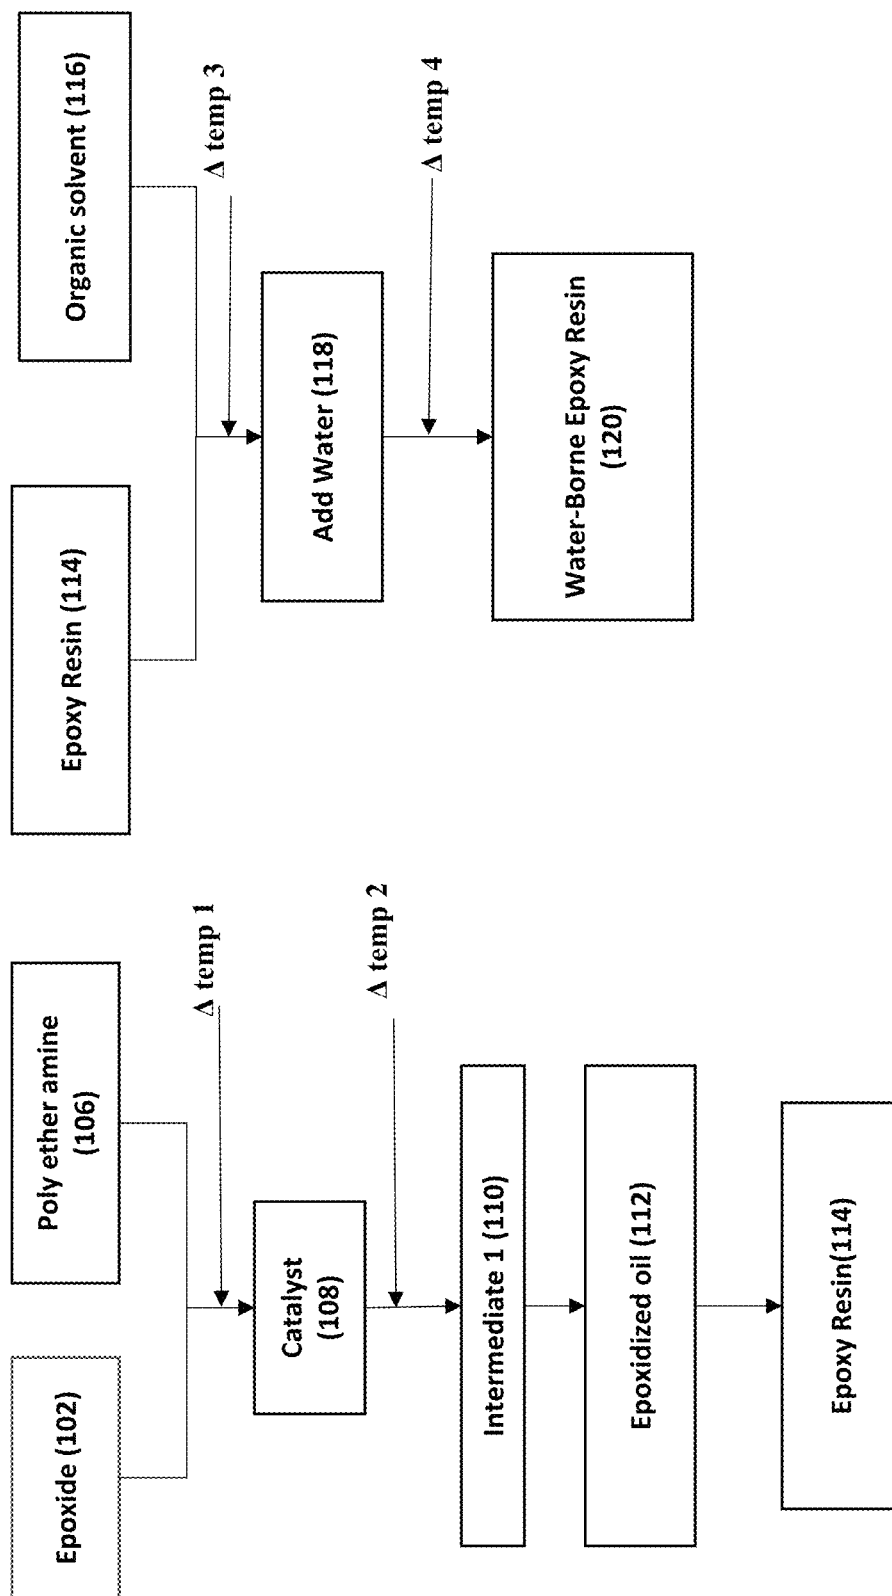 Epoxide (102)
Poly ether amine
(106)
Δ temp 1
Catalyst
(108)
Δ temp 2
Intermediate 1 (110)
Epoxidized oil (112)
Epoxy Resin(114)
Epoxy Resin (114)
Organic solvent (116)
Δ temp 3
Add Water (118)
Δ temp 4
Water-Borne Epoxy Resin
(120)